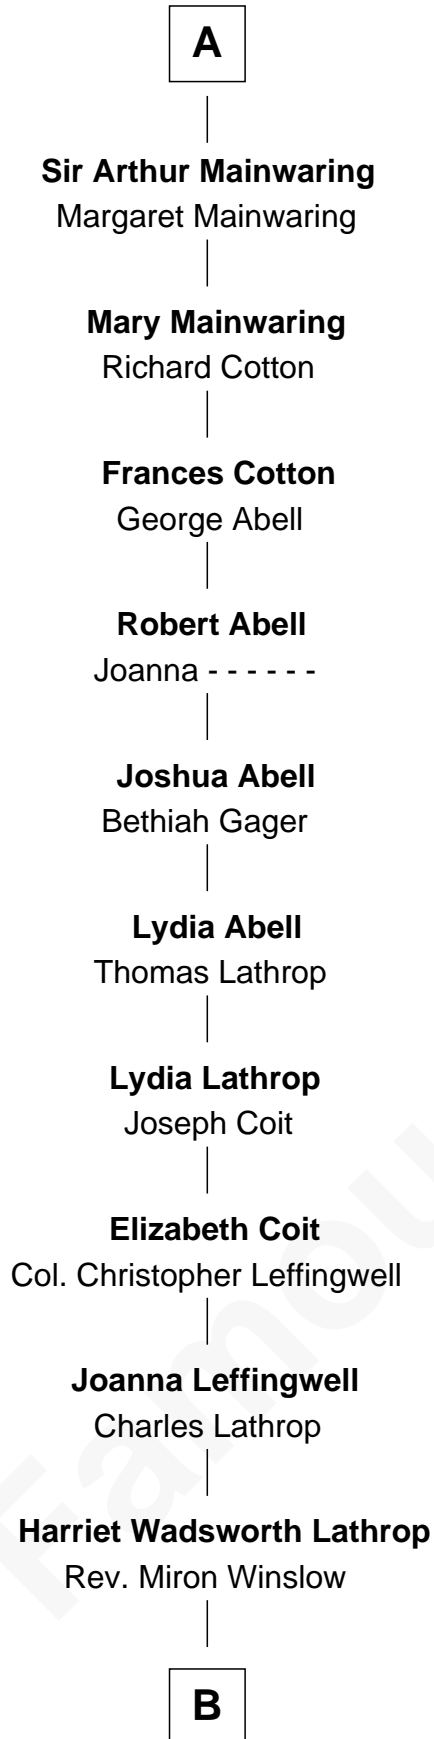 A
Sir Arthur Mainwaring
Margaret Mainwaring
Mary Mainwaring
Richard Cotton
Frances Cotton
George Abell
Robert Abell
Joanna - - - - - -
Joshua Abell
Bethiah Gager
Lydia Abell
Thomas Lathrop
Lydia Lathrop
Joseph Coit
Elizabeth Coit
Col. Christopher Leffingwell
Joanna Leffingwell
Charles Lathrop
Harriet Wadsworth Lathrop
Rev. Miron Winslow
B
Famou